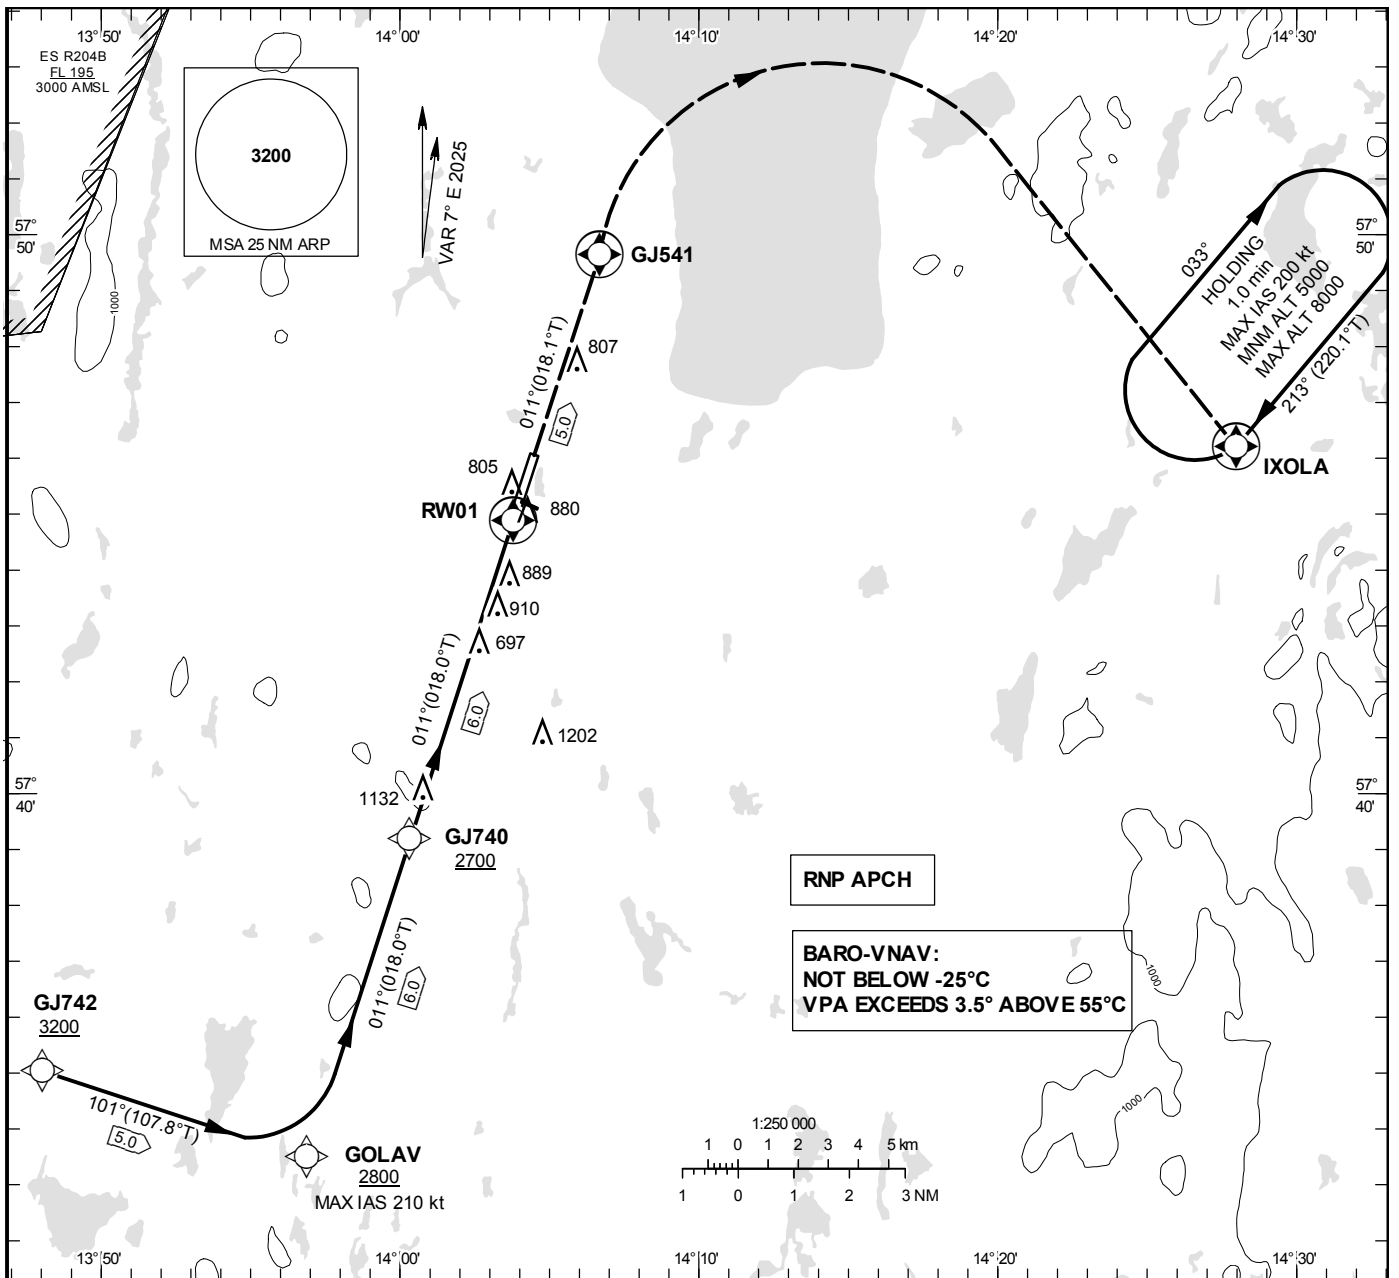 13°50'
14°00'
14°10'
14°20'
14°30'
ES R204B
FL 195
3000 AMSL
3200
MSA 25 NM ARP
VAR 7° E 2025
1000
57°
50'
57°
50'
GJ541
033°
HOLDING
1.0 min
MAX IAS 200 kt
MNM ALT 5000
MAX ALT 8000
213° (220.1°T)
011°(018.1°T)
5.0
807
805
IXOLA
RW01
880
889
910
697
011°(018.0°T)
6.0
1202
57°
40'
57°
40'
1132
GJ740
2700
RNP APCH
011°(018.0°T)
6.0
BARO-VNAV:
NOT BELOW -25°C
VPA EXCEEDS 3.5° ABOVE 55°C
1000
GJ742
3200
101°(107.8°T)
5.0
1000
1:250 000
1 0 1 2 3 4 5 km
1 0 1 2 3 NM
GOLAV
2800
MAX IAS 210 kt
13°50'
14°00'
14°10'
14°20'
14°30'